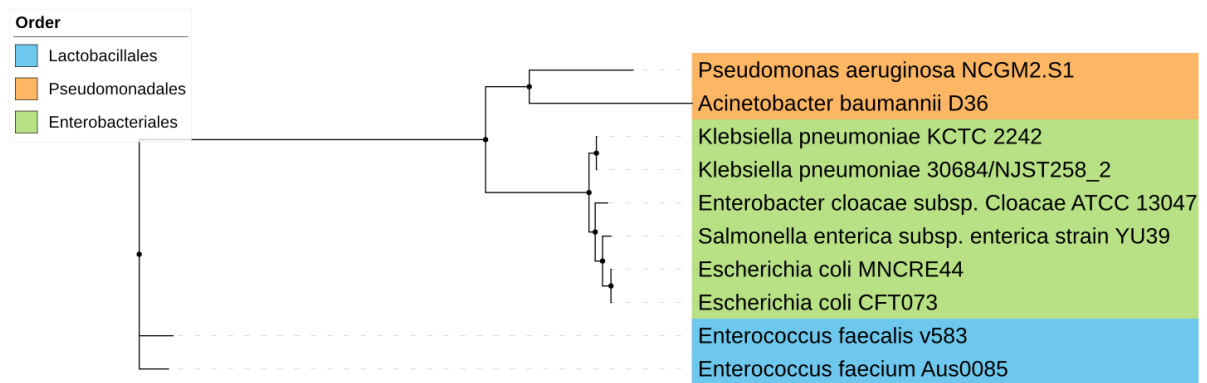 Order
Lactobacillales
Pseudomonadales
Enterobacteriales
Pseudomonas aeruginosa NCGM2.S1
Acinetobacter baumannii D36
Klebsiella pneumoniae KCTC 2242
Klebsiella pneumoniae 30684/NJST258_2
Enterobacter cloacae subsp. Cloacae ATCC 13047
Salmonella enterica subsp. enterica strain YU39
Escherichia coli MNCRE44
Escherichia coli CFT073
Enterococcus faecalis v583
Enterococcus faecium Aus0085